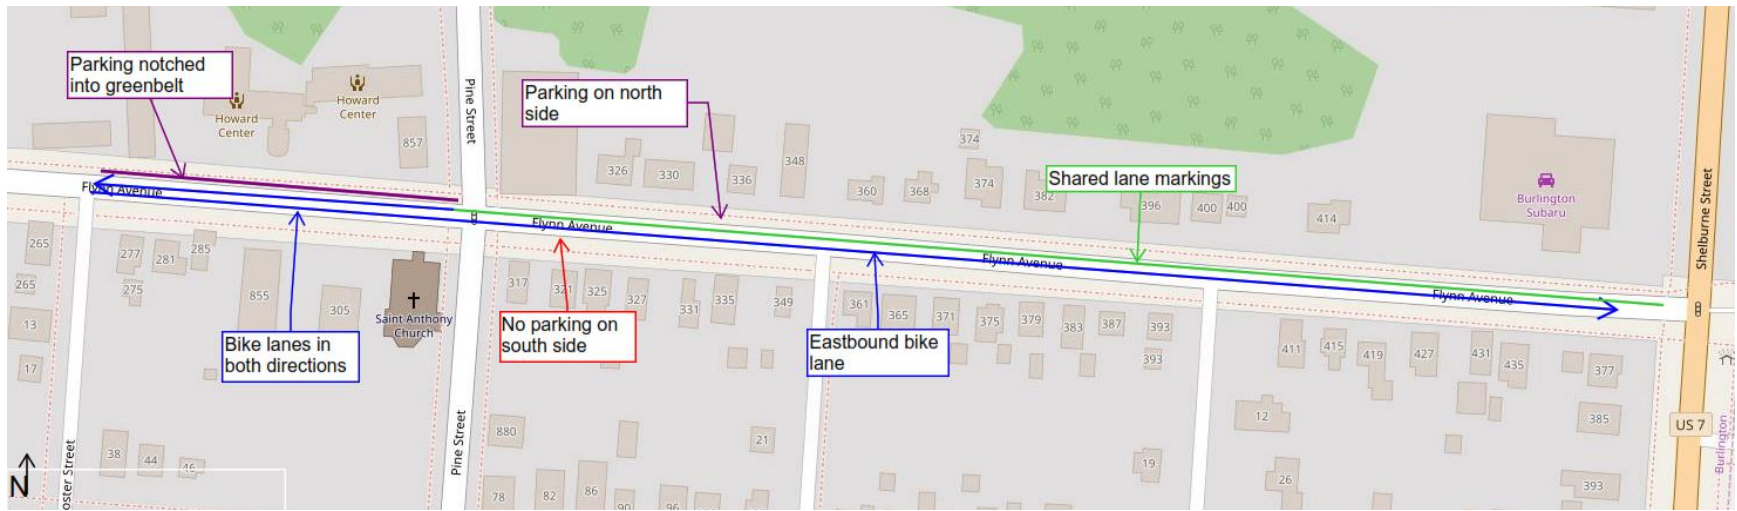 Parking notched
into greenbelt
Howard
Center
Howard
Center
857
Pine Street
Parking on north
side
326
330
336
348
360
368
374
374
382
Shared lane markings
396
400
400
414
Burlington
Subaru
Shelburne Street
Flynn Avenue
Flynn Avenue
Flynn Avenue
Flynn Avenue
265
265
13
17
277
281
285
275
855
305
Saint Anthony
Church
Bike lanes in
both directions
317
321
325
327
331
335
349
No parking on
south side
Eastbound bike
lane
361
365
371
375
379
383
387
393
393
411
415
419
427
431
435
377
385
US 7
Burlington
12
19
26
393
N
38
44
46
Pine Street
880
78
82
86
90
96
21